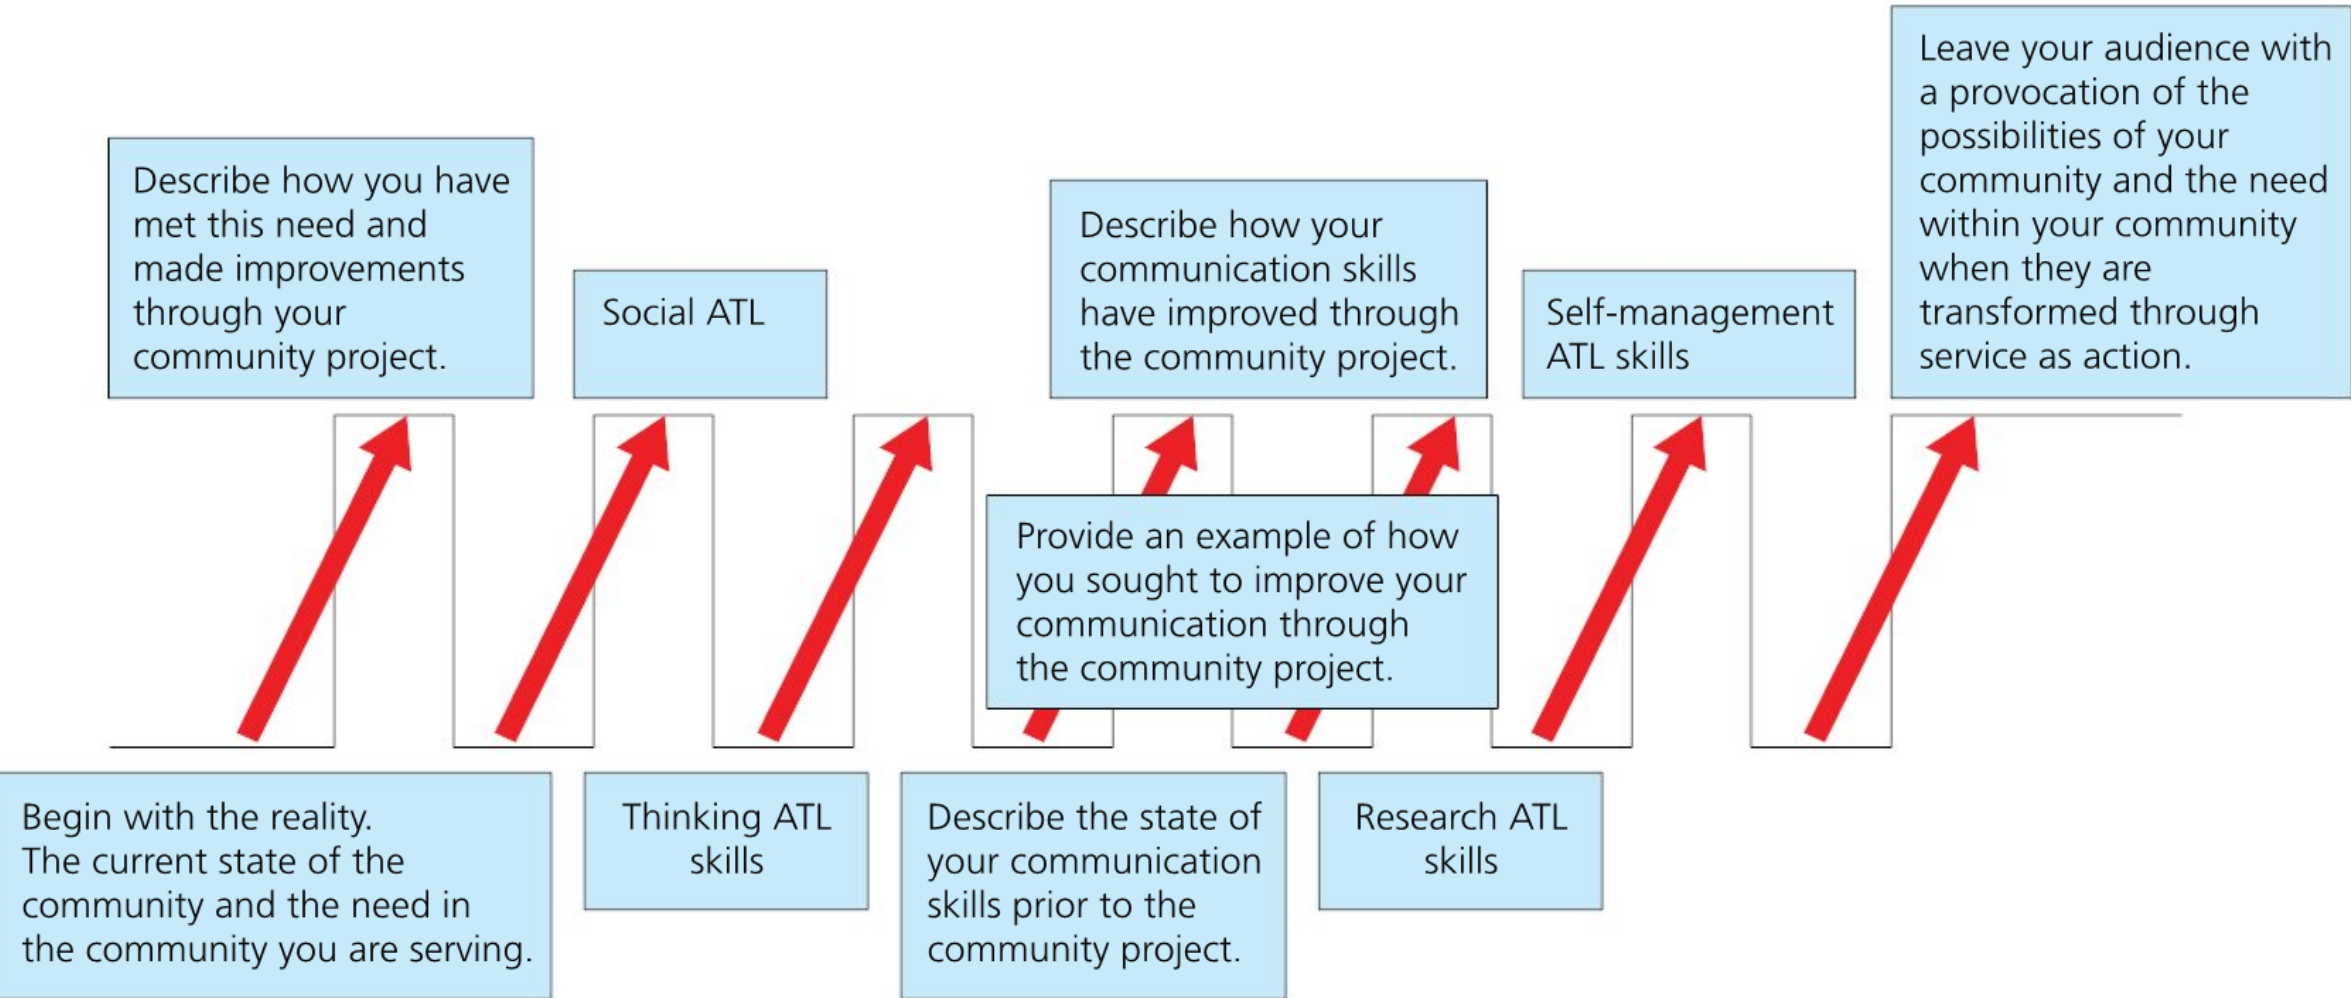 Describe how you have
met this need and
made improvements
through your
community project.
Social ATL
Describe how your
communication skills
have improved through
the community project.
Self-management
ATL skills
Leave your audience with
a provocation of the
possibilities of your
community and the need
within your community
when they are
transformed through
service as action.
Provide an example of how
you sought to improve your
communication through
the community project.
Begin with the reality.
The current state of the
community and the need in
the community you are serving.
Thinking ATL
skills
Describe the state of
your communication
skills prior to the
community project.
Research ATL
skills